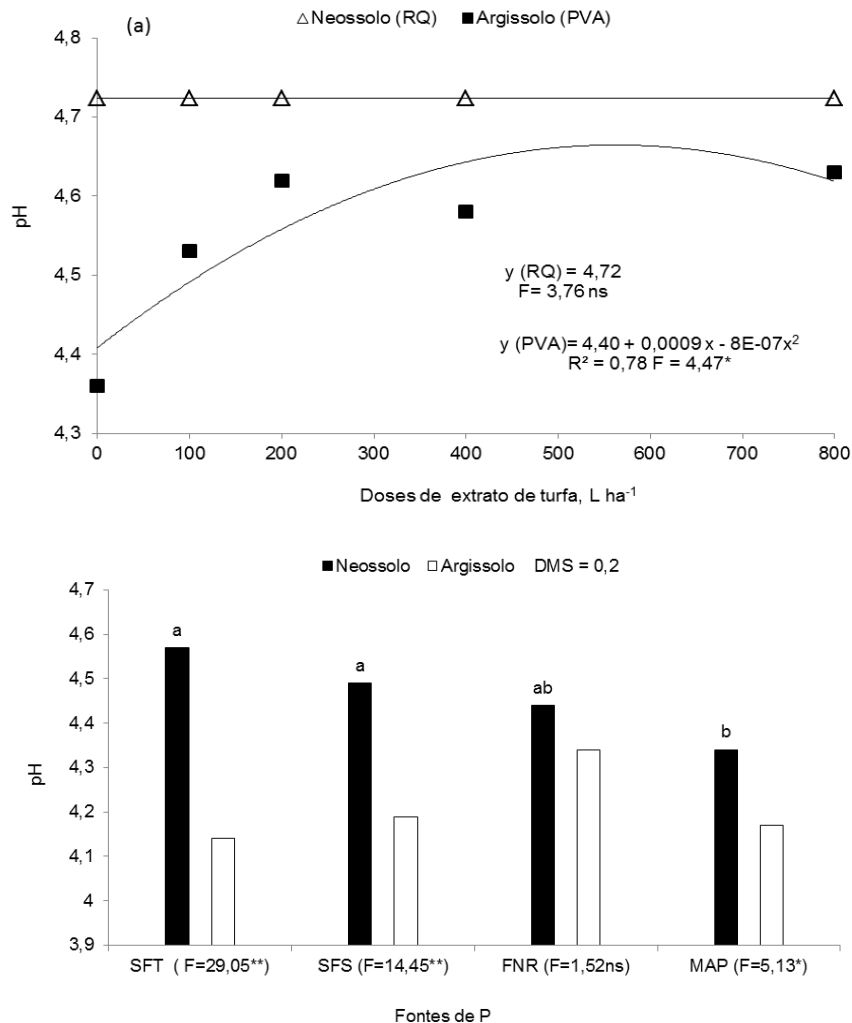 (a)
△ Neossolo (RQ) ■ Argissolo (PVA)
4,8
4,7
4,6
4,5
4,4
4,3
pH
y (RQ) = 4,72
F= 3,76 ns
y (PVA)= 4,40 + 0,0009 x - 8E-07x²
R² = 0,78 F = 4,47*
0 100 200 300 400 500 600 700 800
Doses de extrato de turfa, L ha⁻¹
■ Neossolo □ Argissolo DMS = 0,2
4,7
4,6
4,5
4,4
4,3
4,2
4,1
4
3,9
pH
a a ab b
SFT ( F=29,05**) SFS (F=14,45**) FNR (F=1,52ns) MAP (F=5,13*)
Fontes de P